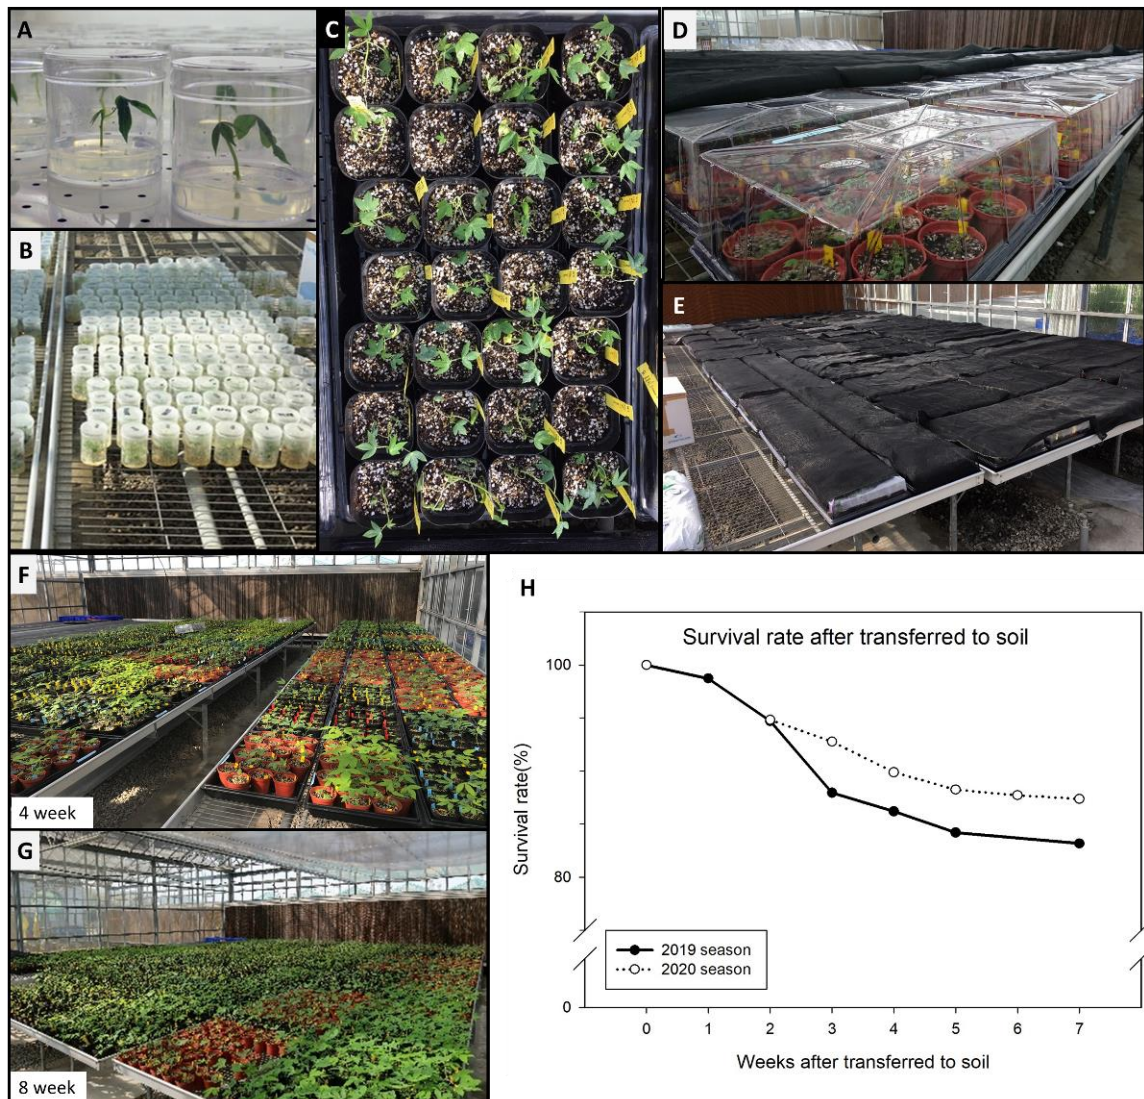 A
B
C
D
E
F
4 week
G
8 week
H
Survival rate after transferred to soil
Survival rate(%)
100
80
0
2019 season
2020 season
0 1 2 3 4 5 6 7
Weeks after transferred to soil